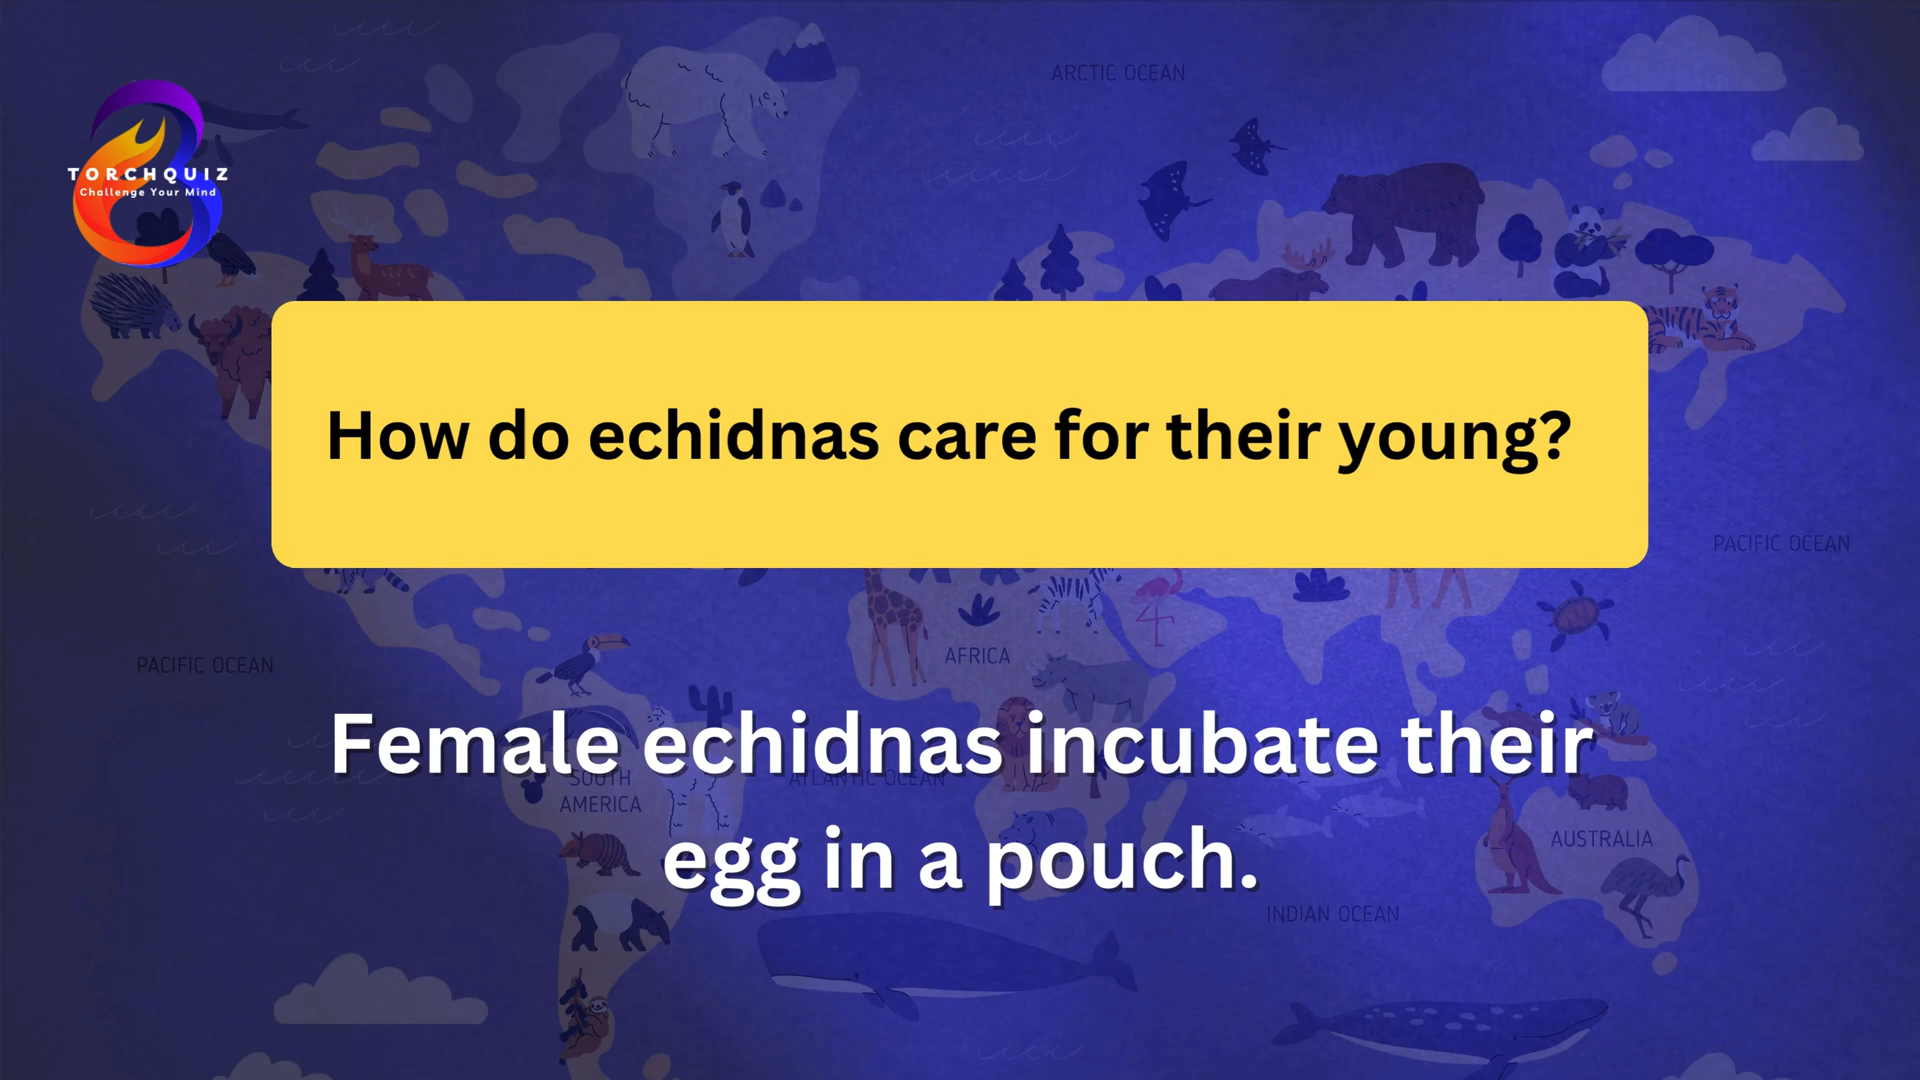 ARCTIC OCEAN
TORCHQUIZ
Challenge Your Mind
How do echidnas care for their young?
PACIFIC OCEAN
AFRICA
PACIFIC OCEAN
Female echidnas incubate their
SOUTH
AMERICA
ATLANTIC OCEAN
AUSTRALIA
egg in a pouch.
INDIAN OCEAN